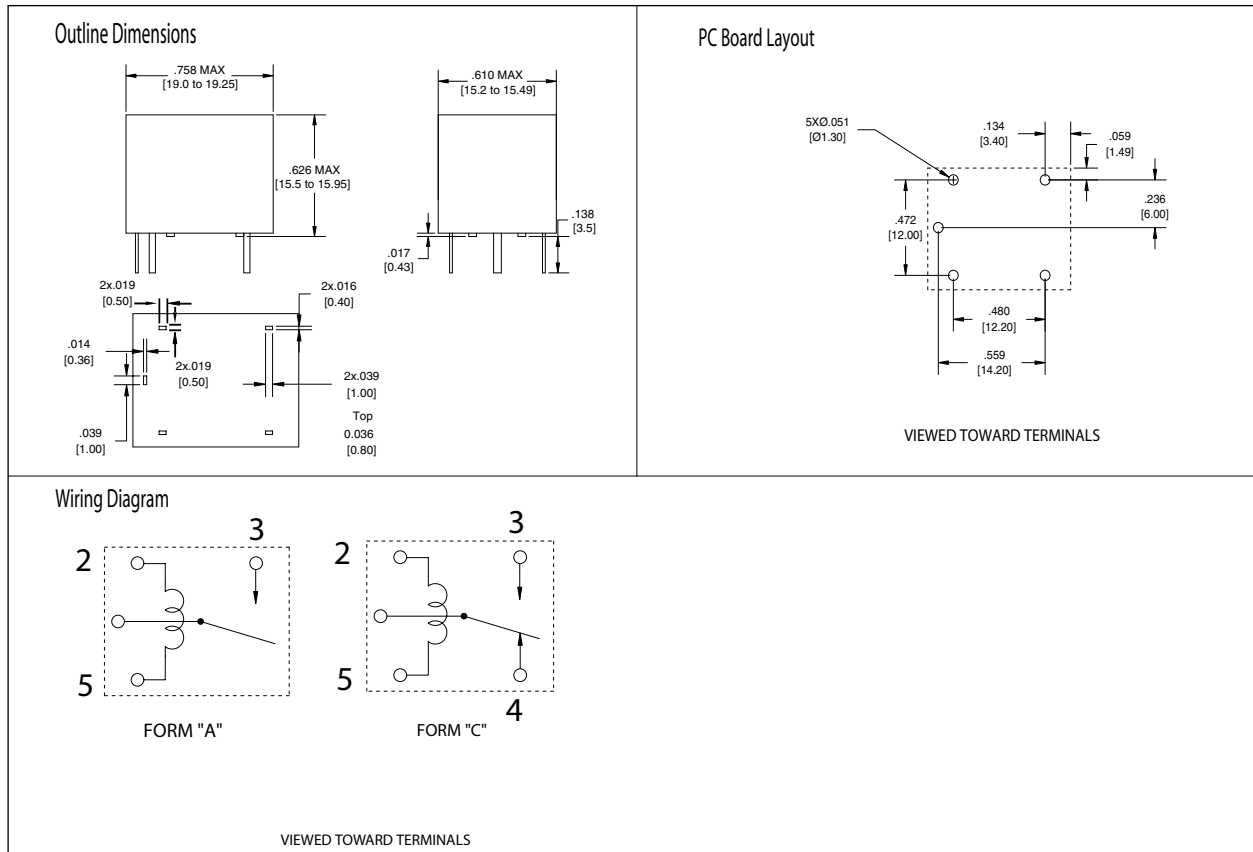 Outline Dimensions
.758 MAX
[19.0 to 19.25]
.610 MAX
[15.2 to 15.49]
.626 MAX
[15.5 to 15.95]
.138
[3.5]
.017
[0.43]
2x.019
[0.50]
2x.016
[0.40]
.014
[0.36]
2x.019
[0.50]
2x.039
[1.00]
.039
[1.00]
Top
0.036
[0.80]
PC Board Layout
5XØ.051
[Ø1.30]
.134
[3.40]
.059
[1.49]
.472
[12.00]
.236
[6.00]
.480
[12.20]
.559
[14.20]
VIEWED TOWARD TERMINALS
Wiring Diagram
2
3
5
FORM "A"
2
3
5
4
FORM "C"
VIEWED TOWARD TERMINALS